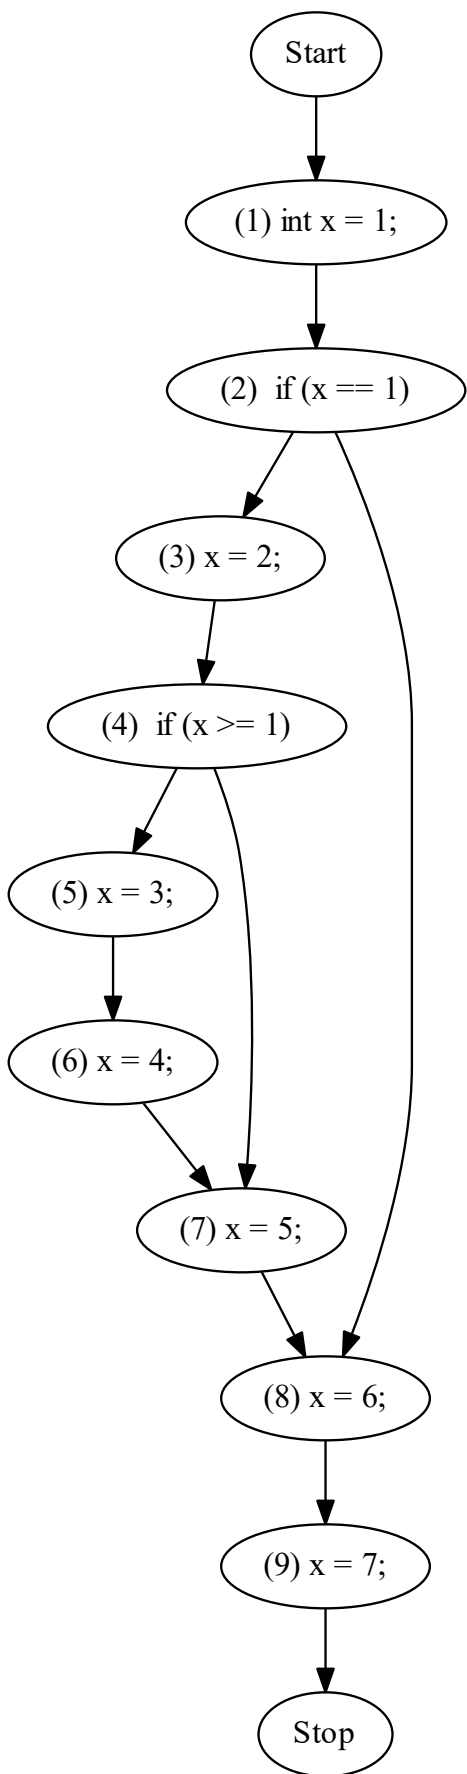 Start
(1) int x = 1;
(2)  if (x == 1)
(3) x = 2;
(4)  if (x >= 1)
(5) x = 3;
(6) x = 4;
(7) x = 5;
(8) x = 6;
(9) x = 7;
Stop